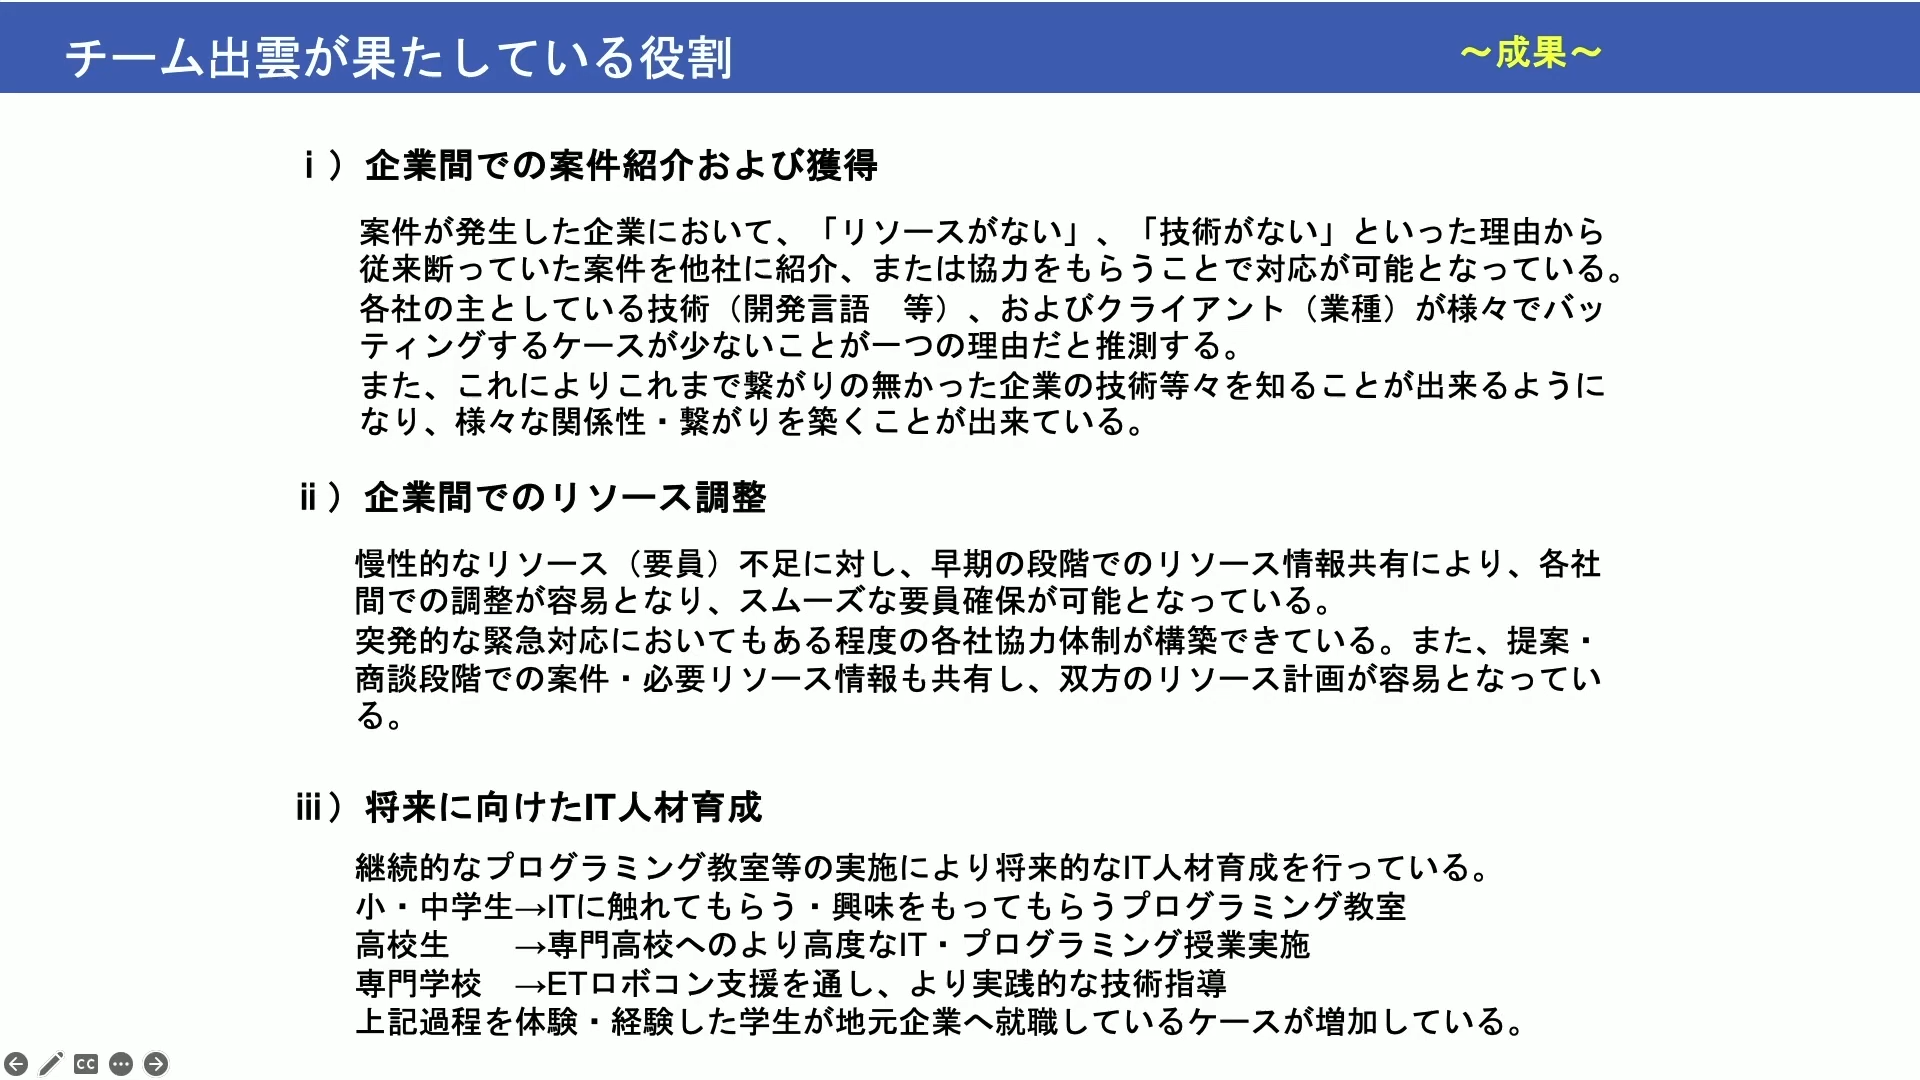 チーム出雲が果たしている役割
～成果～
ⅰ）企業間での案件紹介および獲得
案件が発生した企業において、「リソースがない」、「技術がない」といった理由から
従来断っていた案件を他社に紹介、または協力をもらうことで対応が可能となっている。
各社の主としている技術（開発言語　等）、およびクライアント（業種）が様々でバッ
ティングするケースが少ないことが一つの理由だと推測する。
また、これによりこれまで繋がりの無かった企業の技術等々を知ることが出来るように
なり、様々な関係性・繋がりを築くことが出来ている。
ⅱ）企業間でのリソース調整
慢性的なリソース（要員）不足に対し、早期の段階でのリソース情報共有により、各社
間での調整が容易となり、スムーズな要員確保が可能となっている。
突発的な緊急対応においてもある程度の各社協力体制が構築できている。また、提案・
商談段階での案件・必要リソース情報も共有し、双方のリソース計画が容易となってい
る。
ⅲ）将来に向けたIT人材育成
継続的なプログラミング教室等の実施により将来的なIT人材育成を行っている。
小・中学生→ITに触れてもらう・興味をもってもらうプログラミング教室
高校生　　→専門高校へのより高度なIT・プログラミング授業実施
専門学校　→ETロボコン支援を通し、より実践的な技術指導
上記過程を体験・経験した学生が地元企業へ就職しているケースが増加している。
CC